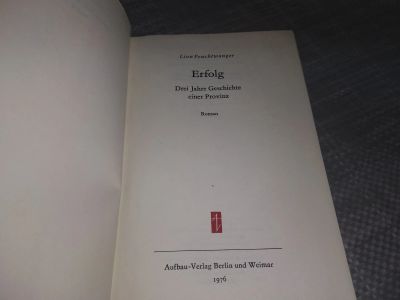 Lion Feuchtwanger
Erfolg
Drei Jahre Geschichte
einer Provinz
Roman
Aufbau-Verlag Berlin und Weimar
1976